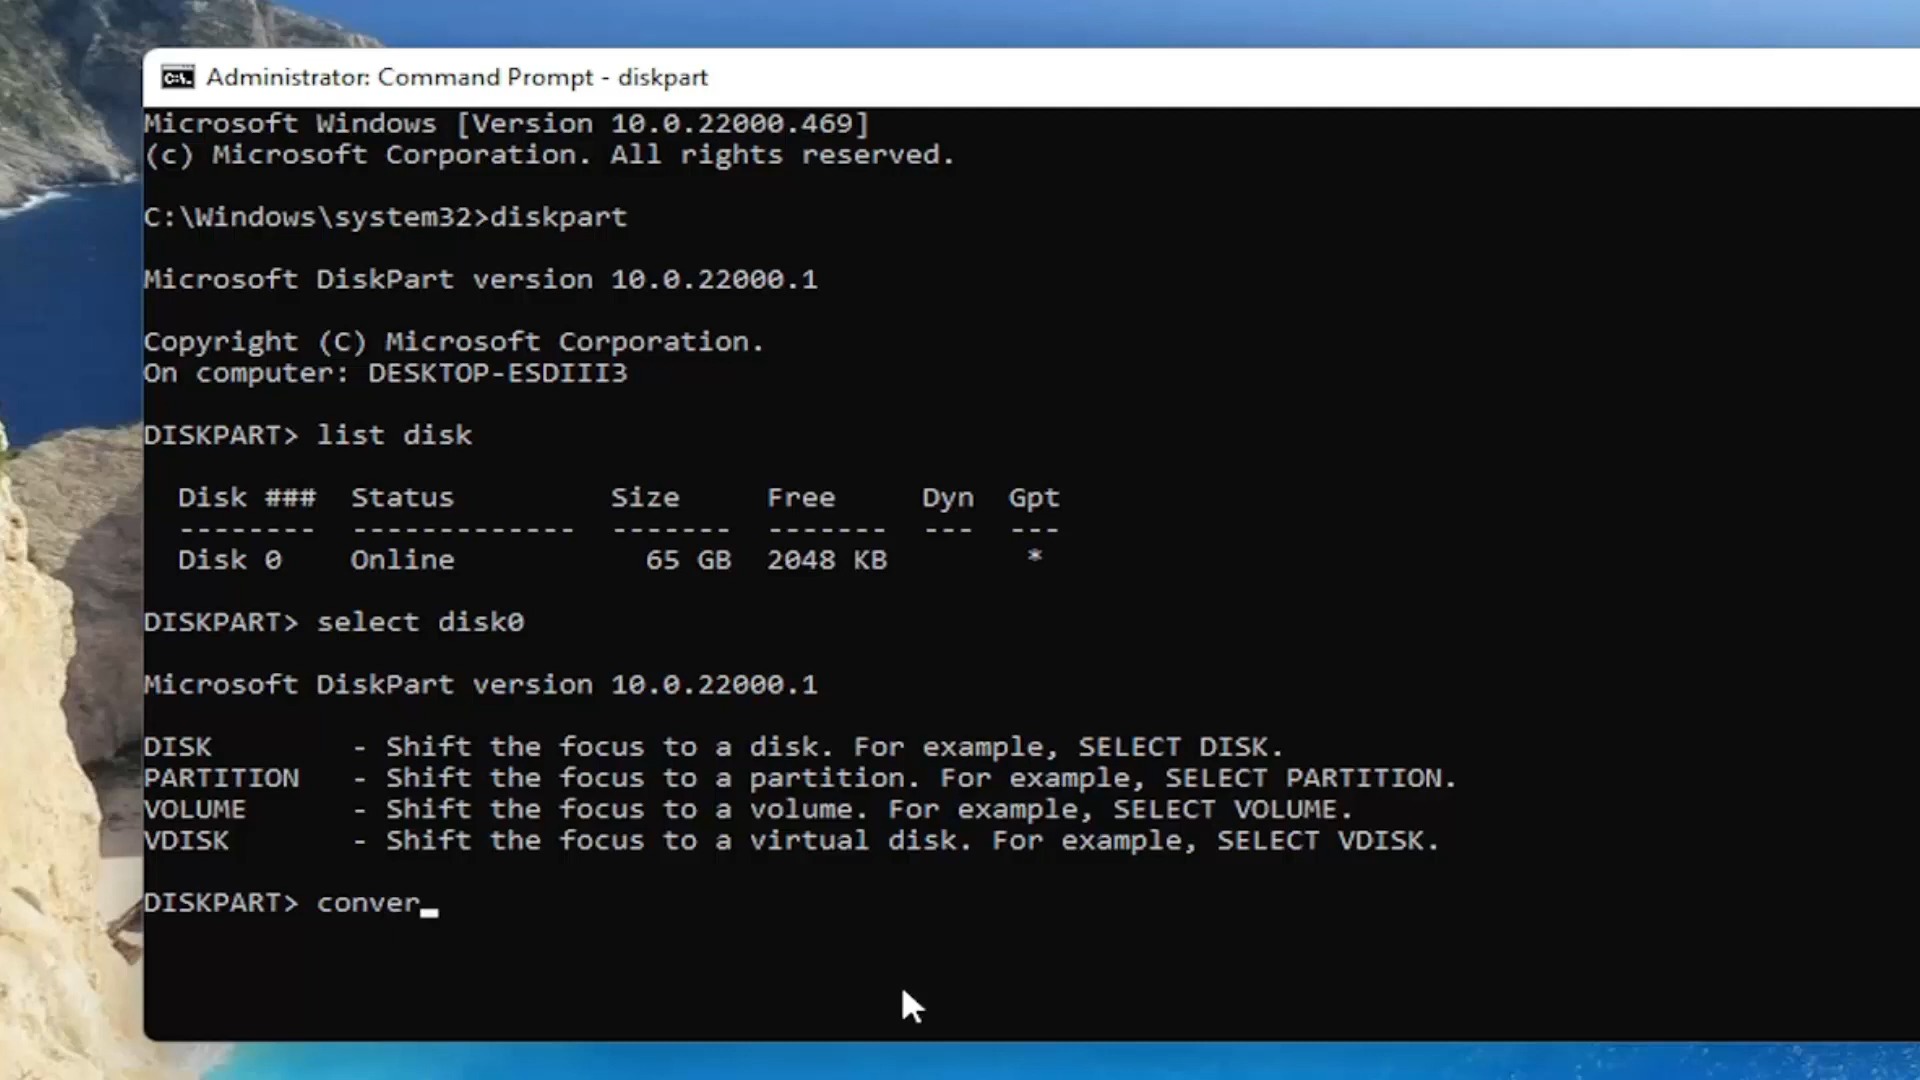 Administrator: Command Prompt - diskpart
Microsoft Windows [Version 10.0.22000.469]
(c) Microsoft Corporation. All rights reserved.
C:\Windows\system32>diskpart
Microsoft DiskPart version 10.0.22000.1
Copyright (C) Microsoft Corporation.
On computer: DESKTOP-ESDIII3
DISKPART> list disk
Disk ### Status Size Free Dyn Gpt
-------- ------------- ------- ------- --- ---
Disk 0 Online 65 GB 2048 KB *
DISKPART> select disk0
Microsoft DiskPart version 10.0.22000.1
DISK - Shift the focus to a disk. For example, SELECT DISK.
PARTITION - Shift the focus to a partition. For example, SELECT PARTITION.
VOLUME - Shift the focus to a volume. For example, SELECT VOLUME.
VDISK - Shift the focus to a virtual disk. For example, SELECT VDISK.
DISKPART> conver